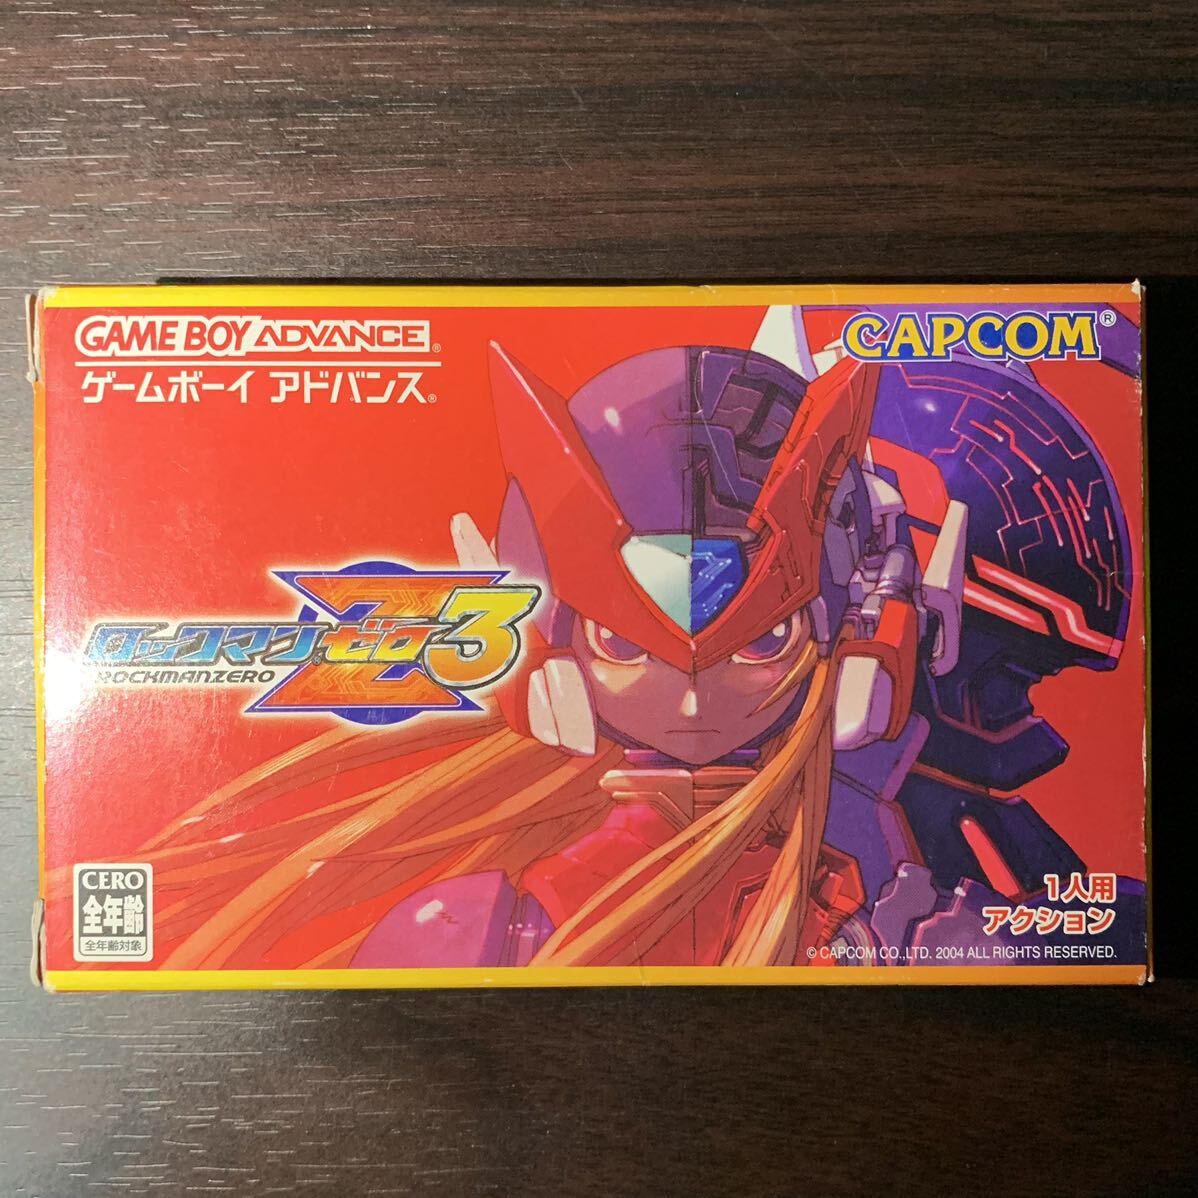 GAME BOY ADVANCE®
ゲームボーイ アドバンス®
CAPCOM®
Z
ロックマン®ゼロ3
ROCKMANZERO
CERO
全年齢
全年齢対象
1人用
アクション
© CAPCOM CO.,LTD. 2004 ALL RIGHTS RESERVED.